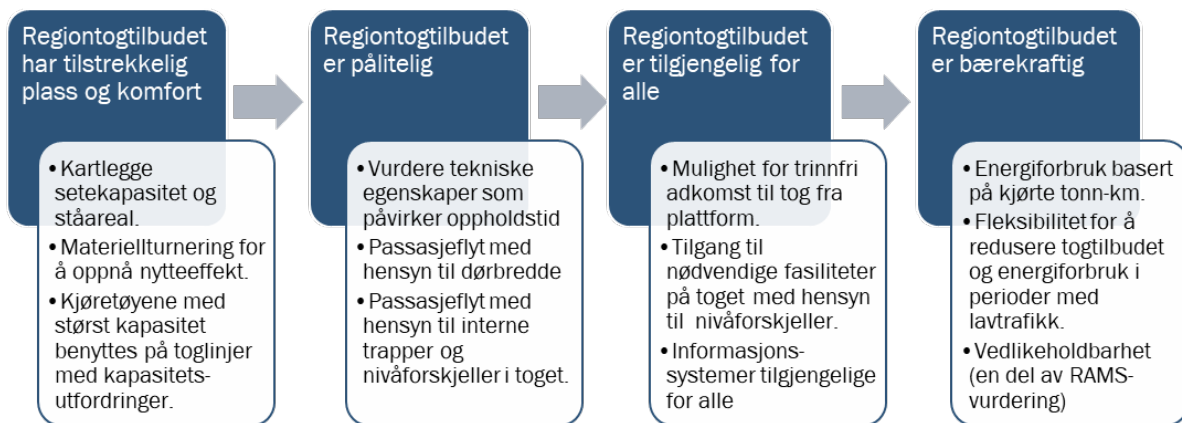 Regiontogtilbudet
har tilstrekkelig
plass og komfort
• Kartlegge
setekapasitet og
ståareal.
• Materiellturnering for
å oppnå nytteeffekt.
• Kjøretøyene med
størst kapasitet
benyttes på toglinjer
med kapasitets-
utfordringer.
Regiontogtilbudet
er pålitelig
• Vurdere tekniske
egenskaper som
påvirker oppholdstid
• Passasjeflyt med
hensyn til dørbredde
• Passasjeflyt med
hensyn til interne
trapper og
nivåforskjeller i toget.
Regiontogtilbudet
er tilgjengelig for
alle
• Mulighet for trinnfri
adkomst til tog fra
plattform.
• Tilgang til
nødvendige fasiliteter
på toget med hensyn
til nivåforskjeller.
• Informasjons-
systemer tilgjengelige
for alle
Regiontogtilbudet
er bærekraftig
• Energiforbruk basert
på kjørte tonn-km.
• Fleksibilitet for å
redusere togtilbudet
og energiforbruk i
perioder med
lavtrafikk.
• Vedlikeholdbarhet
(en del av RAMS-
vurdering)